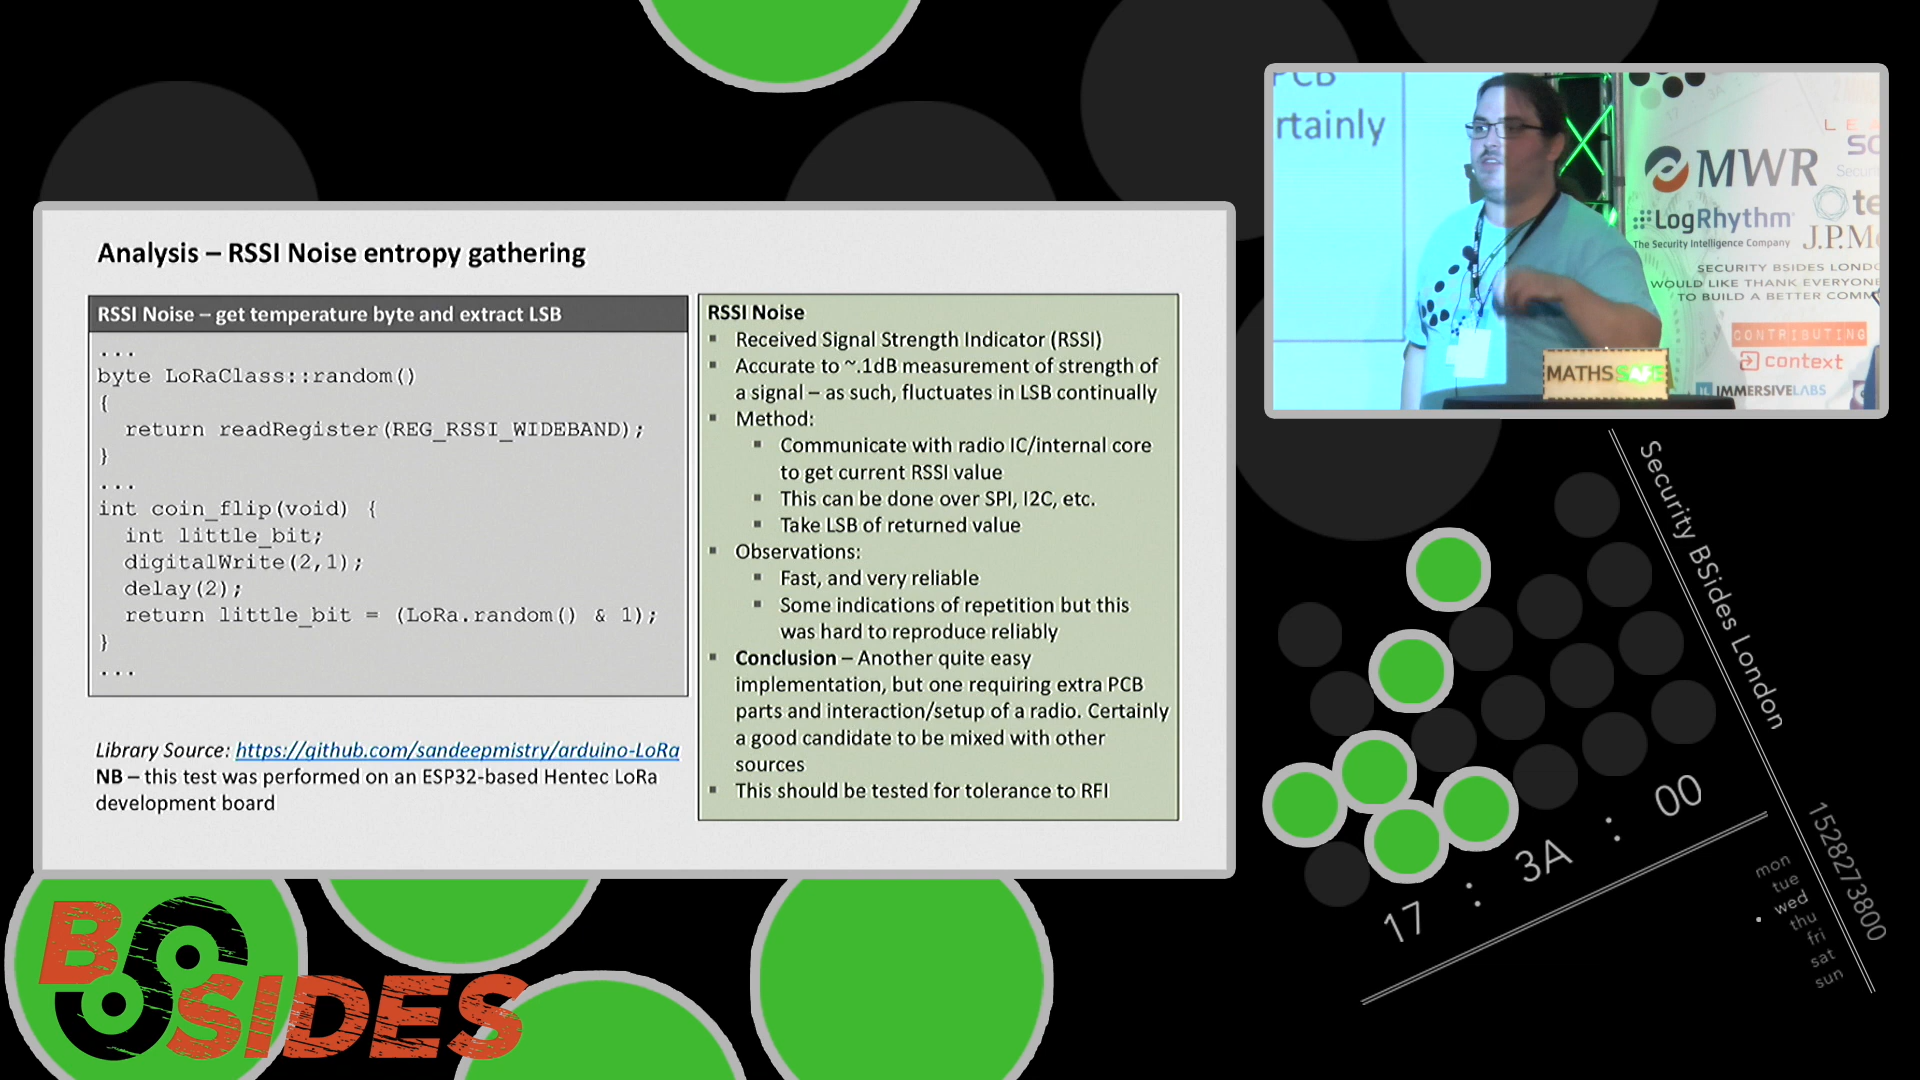 Analysis – RSSI Noise entropy gathering
RSSI Noise – get temperature byte and extract LSB
...
byte LoRaClass::random()
{
return readRegister(REG_RSSI_WIDEBAND);
}
...
int coin_flip(void) {
int little_bit;
digitalWrite(2,1);
delay(2);
return little_bit = (LoRa.random() & 1);
}
...
Library Source: https://github.com/sandeepmistry/arduino-LoRa
NB – this test was performed on an ESP32-based Hentec LoRa
development board
RSSI Noise
Received Signal Strength Indicator (RSSI)
Accurate to ~.1dB measurement of strength of
a signal – as such, fluctuates in LSB continually
Method:
Communicate with radio IC/internal core
to get current RSSI value
This can be done over SPI, I2C, etc.
Take LSB of returned value
Observations:
Fast, and very reliable
Some indications of repetition but this
was hard to reproduce reliably
Conclusion – Another quite easy
implementation, but one requiring extra PCB
parts and interaction/setup of a radio. Certainly
a good candidate to be mixed with other
sources
This should be tested for tolerance to RFI
PCB
rtainly
MWR
LogRhythm
The Security Intelligence Company
J.P.M
SECURITY BSIDES LOND
WOULD LIKE THANK EVERYONE
TO BUILD A BETTER COMM
CONTRIBUTING
context
IMMERSIVELABS
MATHS SAFE
Security BSides London
17 : 3A : 00
1528273800
mon
tue
wed
thu
fri
sat
sun
BSIDES